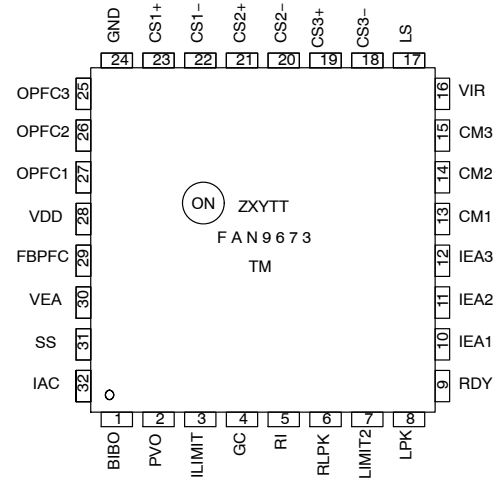 GND CS1+ CS1− CS2+ CS2− CS3+ CS3− LS
24 23 22 21 20 19 18 17
OPFC3 25 16 VIR
OPFC2 26 15 CM3
OPFC1 27 14 CM2
VDD 28 13 CM1
FBPFC 29 12 IEA3
VEA 30 11 IEA2
SS 31 10 IEA1
IAC 32 9 RDY
ON ZXYTT
FAN9673
TM
1 2 3 4 5 6 7 8
BIBO PVO ILIMIT GC RI RLPK LIMIT2 LPK